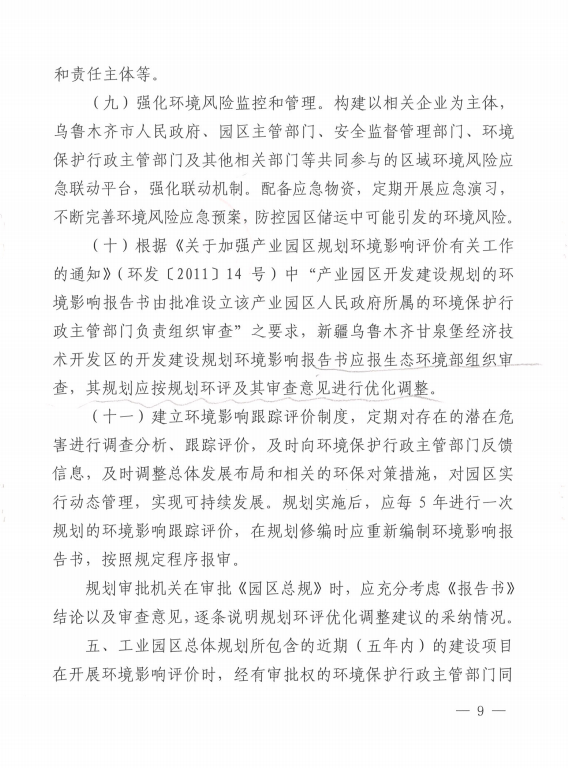 和责任主体等。
（九）强化环境风险监控和管理。构建以相关企业为主体，
乌鲁木齐市人民政府、园区主管部门、安全监督管理部门、环境
保护行政主管部门及其他相关部门等共同参与的区域环境风险应
急联动平台，强化联动机制。配备应急物资，定期开展应急演习，
不断完善环境风险应急预案，防控园区储运中可能引发的环境风险。
（十）根据《关于加强产业园区规划环境影响评价有关工作
的通知》（环发〔2011〕14 号）中“产业园区开发建设规划的环
境影响报告书由批准设立该产业园区人民政府所属的环境保护行
政主管部门负责组织审查”之要求，新疆乌鲁木齐甘泉堡经济技
术开发区的开发建设规划环境影响报告书应报生态环境部组织审
查，其规划应按规划环评及其审查意见进行优化调整。
（十一）建立环境影响跟踪评价制度，定期对存在的潜在危
害进行调查分析、跟踪评价，及时向环境保护行政主管部门反馈
信息，及时调整总体发展布局和相关的环保对策措施，对园区实
行动态管理，实现可持续发展。规划实施后，应每 5 年进行一次
规划的环境影响跟踪评价，在规划修编时应重新编制环境影响报
告书，按照规定程序报审。
规划审批机关在审批《园区总规》时，应充分考虑《报告书》
结论以及审查意见，逐条说明规划环评优化调整建议的采纳情况。
五、工业园区总体规划所包含的近期（五年内）的建设项目
在开展环境影响评价时，经有审批权的环境保护行政主管部门同
— 9 —